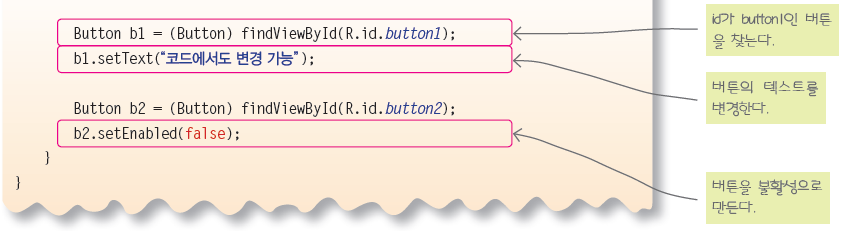 Button b1 = (Button) findViewById(R.id.button1);
b1.setText(“코드에서도 변경 가능”);
Button b2 = (Button) findViewById(R.id.button2);
b2.setEnabled(false);
}
}
id가 button1인 버튼
을 찾는다.
버튼의 테스트를
변경한다.
버튼을 불활성으로
만든다.